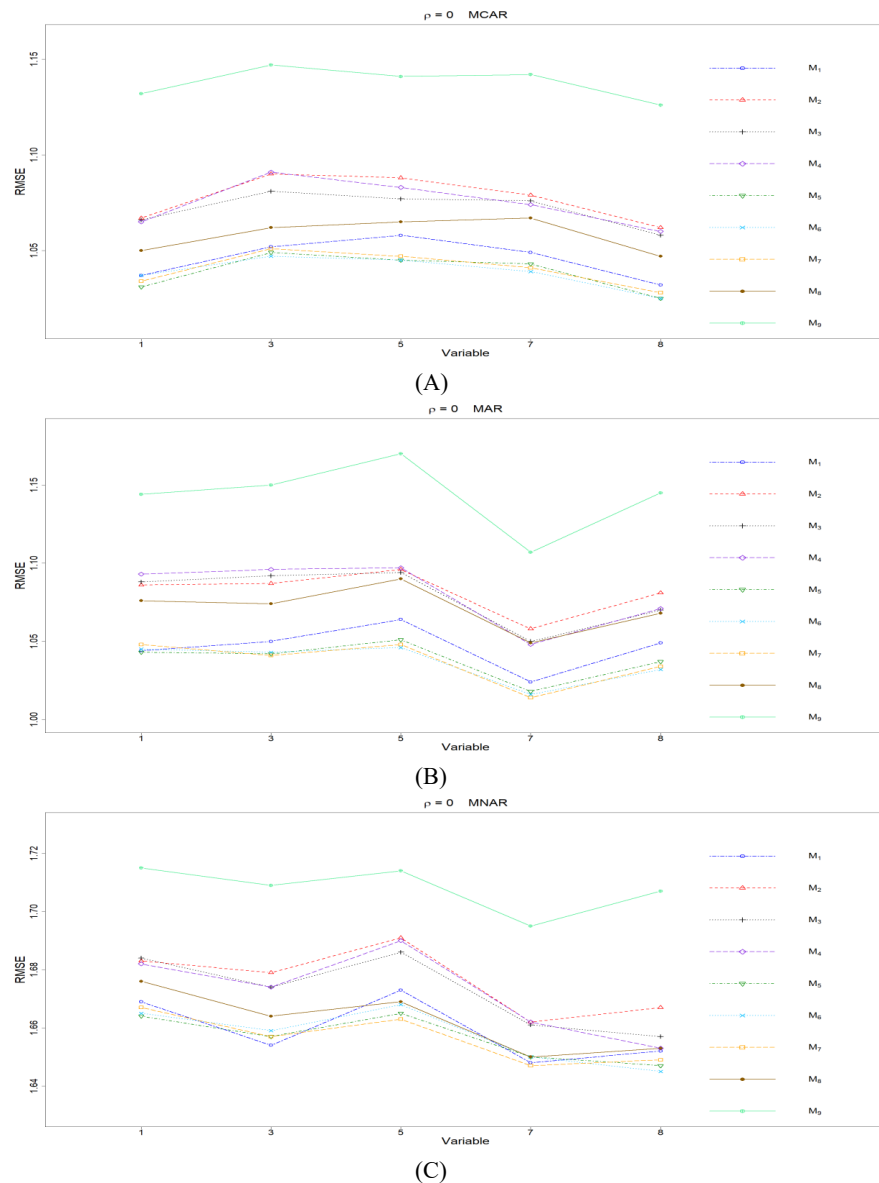 ρ = 0 MCAR
RMSE
1.15
1.10
1.05
1 3 5 7 8
Variable
M₁
M₂
M₃
M₄
M₅
M₆
M₇
M₈
M₉
(A)
ρ = 0 MAR
RMSE
1.15
1.10
1.05
1.00
1 3 5 7 8
Variable
M₁
M₂
M₃
M₄
M₅
M₆
M₇
M₈
M₉
(B)
ρ = 0 MNAR
RMSE
1.72
1.70
1.68
1.66
1.64
1 3 5 7 8
Variable
M₁
M₂
M₃
M₄
M₅
M₆
M₇
M₈
M₉
(C)